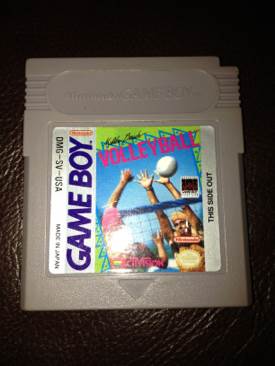 Nintendo GAME BOY
Nintendo
DMG-SV-USA
GAME BOY
MADE IN JAPAN
Malibu Beach
VOLLEYBALL
THIS SIDE OUT
Nintendo
ACTIVISION